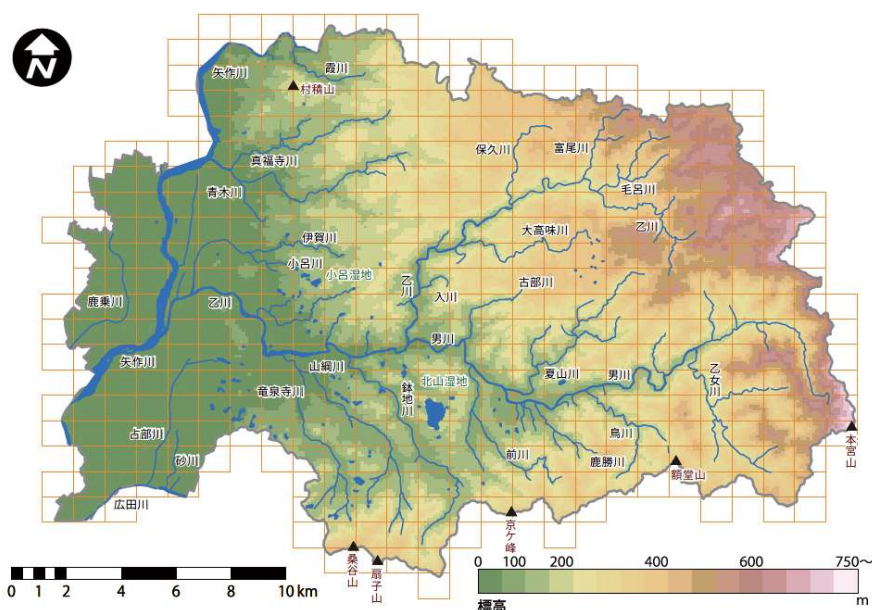 N
矢作川
霞川
村積山
真福寺川
青木川
保久川
富尾川
毛呂川
乙川
大高味川
伊賀川
小呂川
小呂湿地
古部川
乙川
入川
鹿乗川
乙川
男川
矢作川
山綱川
北山湿地
夏山川
男川
乙女川
竜泉寺川
鉢地川
鳥川
占部川
前川
鹿勝川
本宮山
砂川
額堂山
広田川
京ケ峰
桑谷山
扇子山
0 1 2 4 6 8 10 km
0 100 200 400 600 750～
m
標高